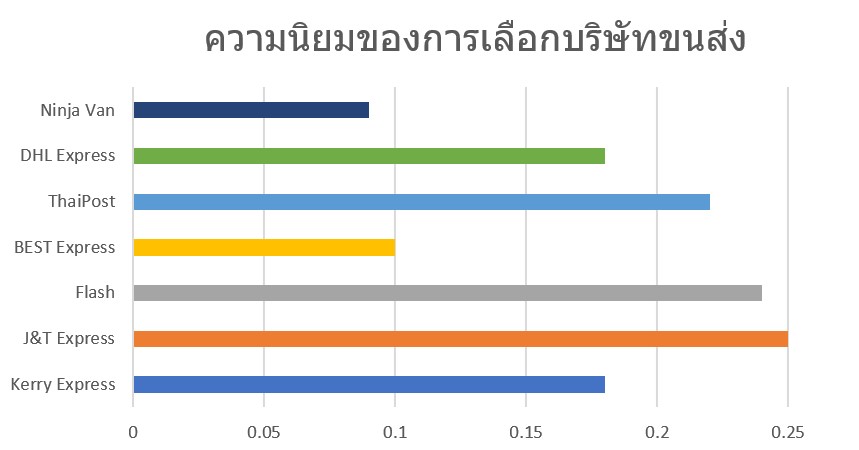 ความนิยมของการเลือกบริษัทขนส่ง
Ninja Van
DHL Express
ThaiPost
BEST Express
Flash
J&T Express
Kerry Express
0 0.05 0.1 0.15 0.2 0.25